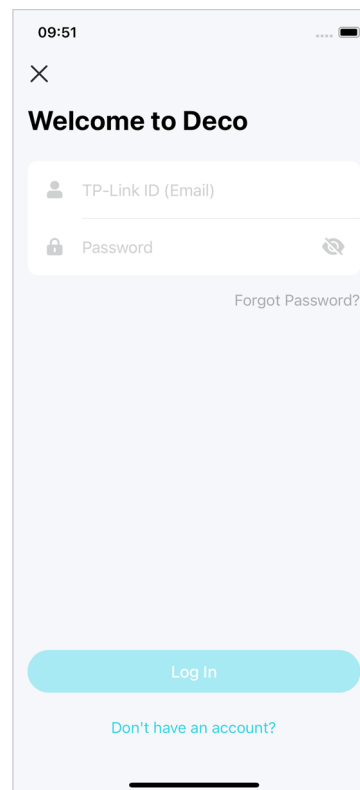 09:51
Welcome to Deco
TP-Link ID (Email)
Password
Forgot Password?
Log In
Don't have an account?